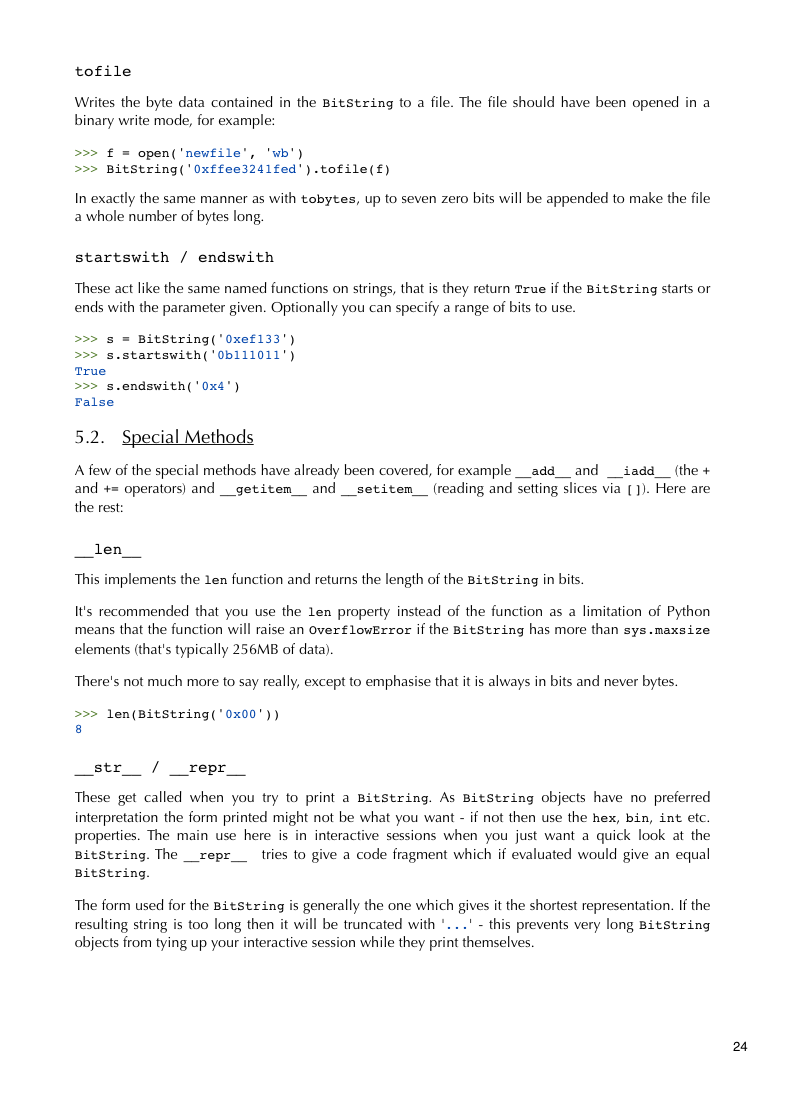 tofile
Writes the byte data contained in the BitString to a file. The file should have been opened in a
binary write mode, for example:
>>> f = open('newfile', 'wb')
>>> BitString('0xffee3241fed').tofile(f)
In exactly the same manner as with tobytes, up to seven zero bits will be appended to make the file
a whole number of bytes long.
startswith / endswith
These act like the same named functions on strings, that is they return True if the BitString starts or
ends with the parameter given. Optionally you can specify a range of bits to use.
>>> s = BitString('0xef133')
>>> s.startswith('0b111011')
True
>>> s.endswith('0x4')
False
5.2. Special Methods
A few of the special methods have already been covered, for example __add__ and __iadd__ (the +
and += operators) and __getitem__ and __setitem__ (reading and setting slices via []). Here are
the rest:
__len__
This implements the len function and returns the length of the BitString in bits.
It's recommended that you use the len property instead of the function as a limitation of Python
means that the function will raise an OverflowError if the BitString has more than sys.maxsize
elements (that's typically 256MB of data).
There's not much more to say really, except to emphasise that it is always in bits and never bytes.
>>> len(BitString('0x00'))
8
__str__ / __repr__
These get called when you try to print a BitString. As BitString objects have no preferred
interpretation the form printed might not be what you want - if not then use the hex, bin, int etc.
properties. The main use here is in interactive sessions when you just want a quick look at the
BitString. The __repr__ tries to give a code fragment which if evaluated would give an equal
BitString.
The form used for the BitString is generally the one which gives it the shortest representation. If the
resulting string is too long then it will be truncated with '...' - this prevents very long BitString
objects from tying up your interactive session while they print themselves.
24